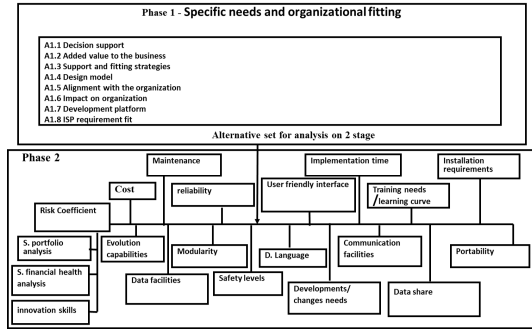 Phase 1 - Specific needs and organizational fitting
A1.1 Decision support
A1.2 Added value to the business
A1.3 Support and fitting strategies
A1.4 Design model
A1.5 Alignment with the organization
A1.6 Impact on organization
A1.7 Development platform
A1.8 ISP requirement fit
Alternative set for analysis on 2 stage
Phase 2
Maintenance
Implementation time
Installation
requirements
Cost
reliability
User friendly interface
Training needs
/learning curve
Risk Coefficient
S. portfolio
analysis
Evolution
capabilities
Modularity
D. Language
Communication
facilities
Portability
S. financial health
analysis
Data facilities
Safety levels
Developments/
changes needs
Data share
innovation skills